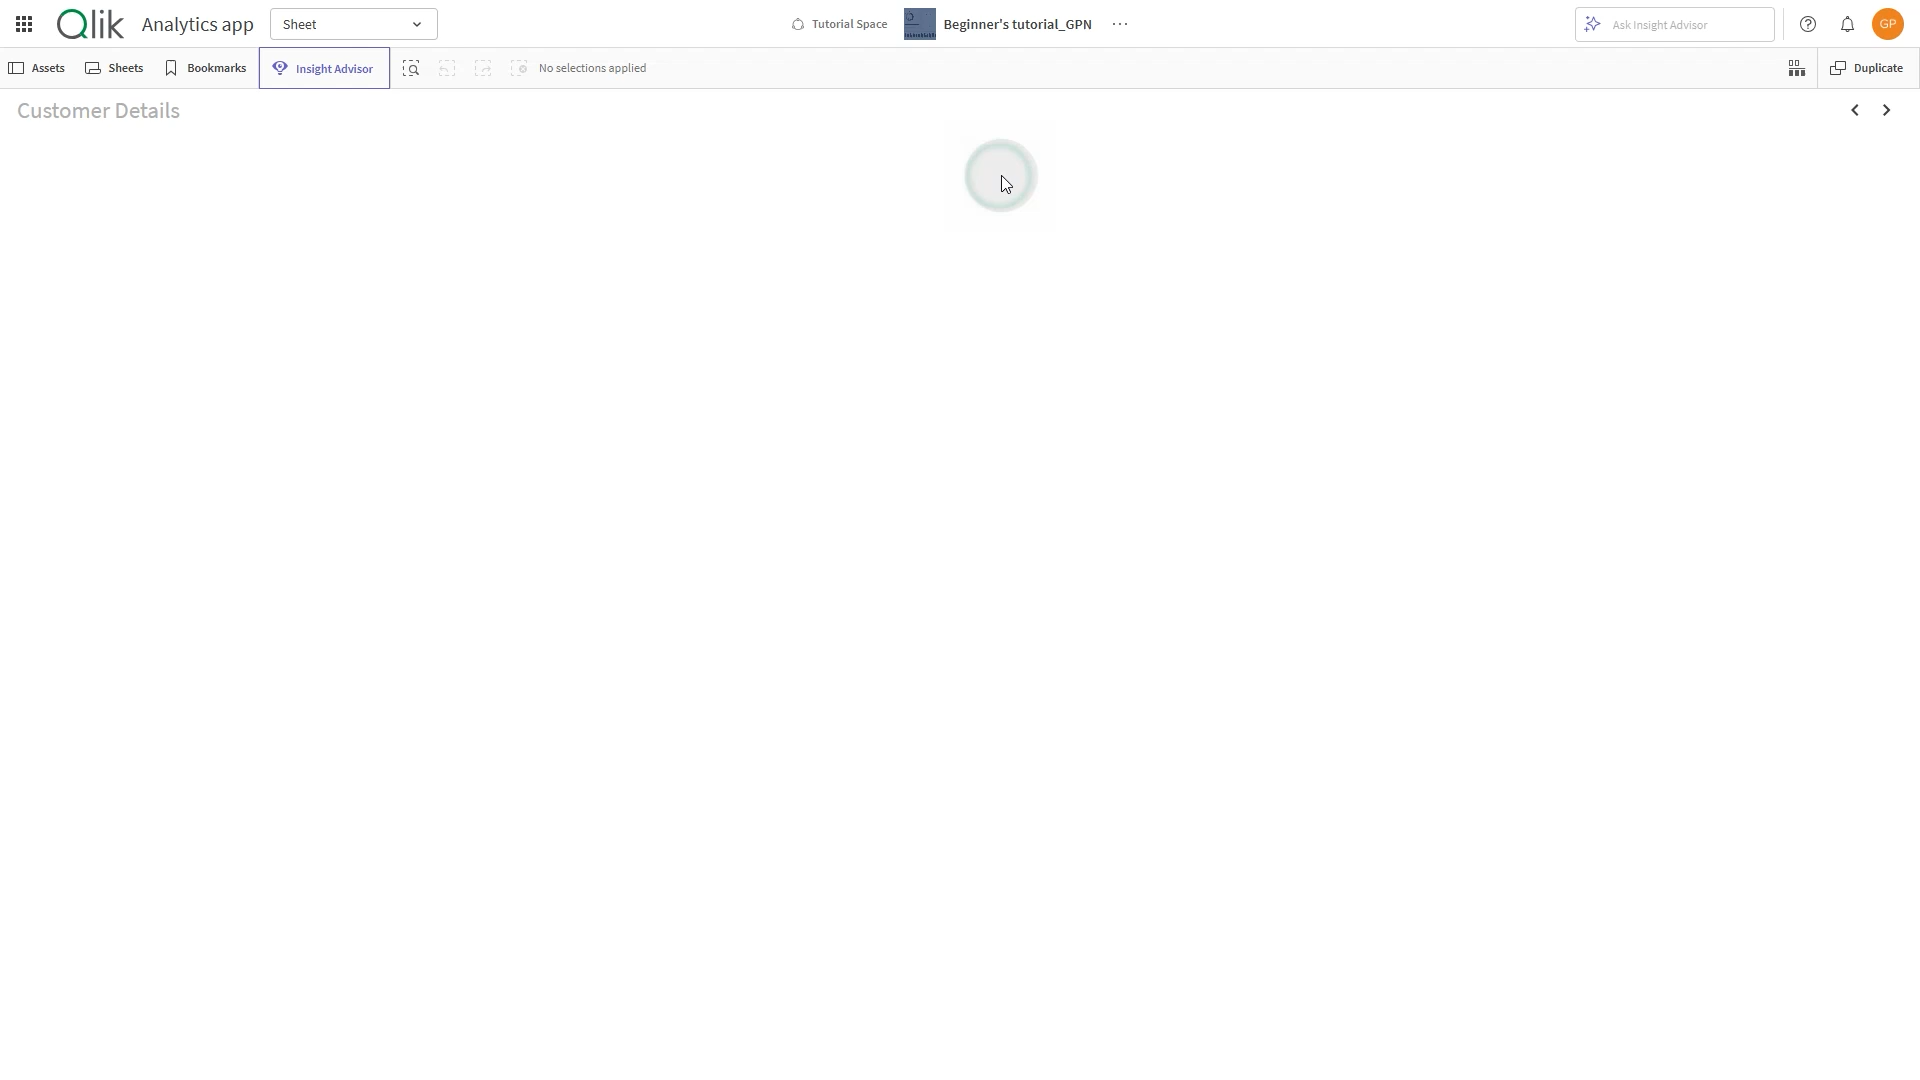 Qlik
Analytics app
Sheet
Tutorial Space
Beginner's tutorial_GPN
Ask Insight Advisor
GP
Assets
Sheets
Bookmarks
Insight Advisor
No selections applied
Duplicate
Customer Details